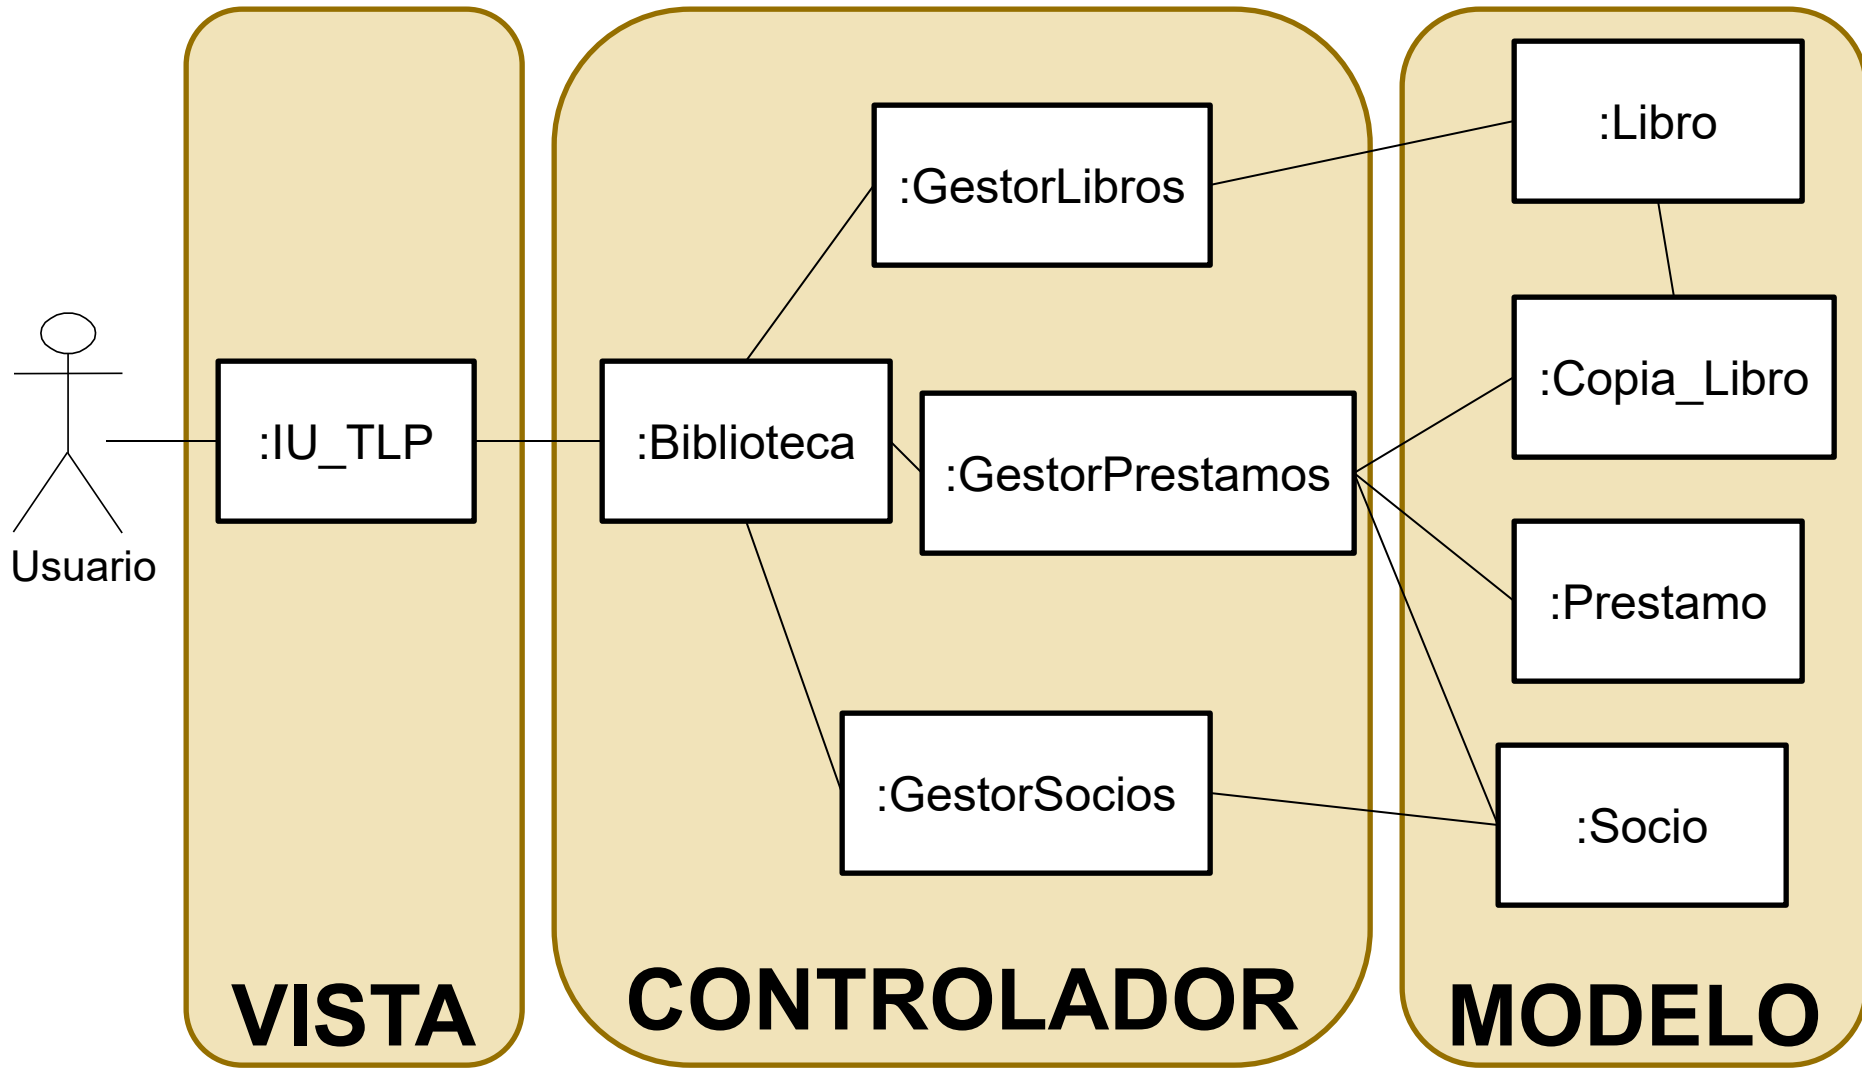 Usuario
:IU_TLP
VISTA
:Biblioteca
:GestorLibros
:GestorPrestamos
:GestorSocios
CONTROLADOR
:Libro
:Copia_Libro
:Prestamo
:Socio
MODELO